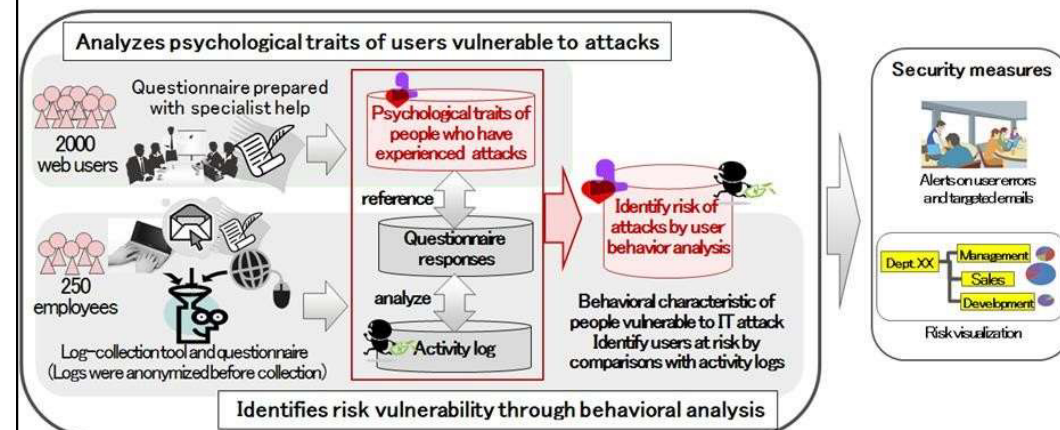 Analyzes psychological traits of users vulnerable to attacks
2000
web users
Questionnaire prepared
with specialist help
Psychological traits of
people who have
experienced attacks
reference
Questionnaire
responses
analyze
Activity log
250
employees
Log-collection tool and questionnaire
(Logs were anonymized before collection)
Identify risk of
attacks by user
behavior analysis
Behavioral characteristic of
people vulnerable to IT attack
Identify users at risk by
comparisons with activity logs
Identifies risk vulnerability through behavioral analysis
Security measures
Alerts on user errors
and targeted emails
Dept. XX
Management
Sales
Development
Risk visualization